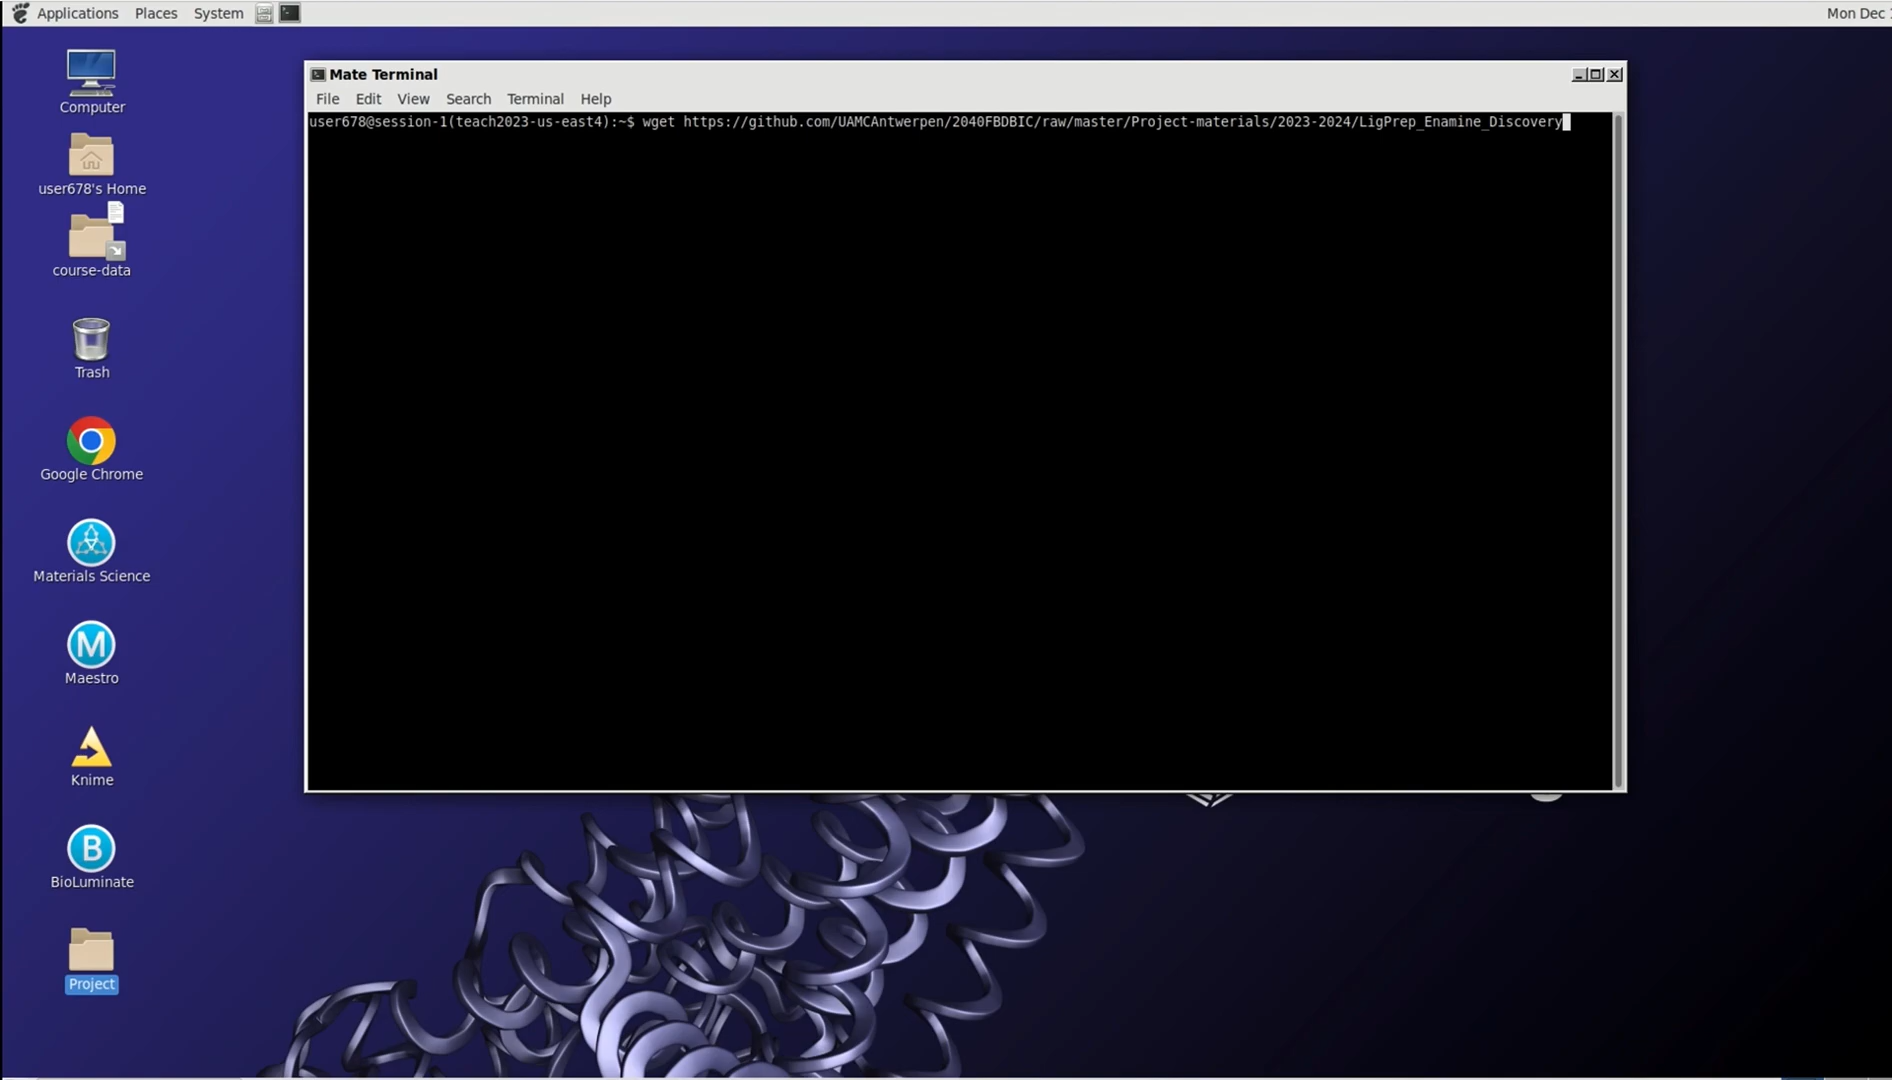 Applications Places System
Mon Dec
Computer
user678's Home
course-data
Trash
Google Chrome
Materials Science
M
Maestro
Knime
B
BioLuminate
Project
Mate Terminal
File Edit View Search Terminal Help
user678@session-1(teach2023-us-east4):~$ wget https://github.com/UAMCAntwerpen/2040FBDBIC/raw/master/Project-materials/2023-2024/LigPrep_Enamine_Discovery